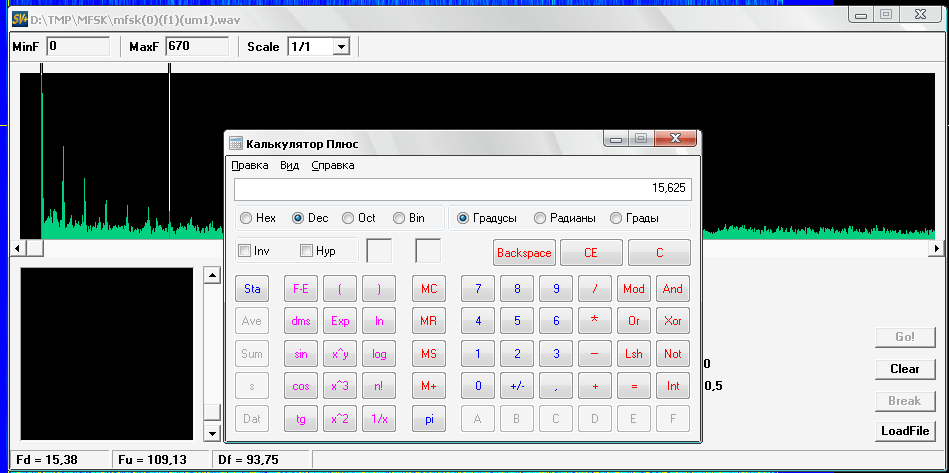 D:\TMP\MFSK\mfsk(0)(f1)(um1).wav
MinF 0 MaxF 670 Scale 1/1
Калькулятор Плюс
Правка Вид Справка
15,625
Hex Dec Oct Bin Градусы Радианы Грады
Inv Hyp Backspace CE C
Sta F-E ( ) MC 7 8 9 / Mod And
Ave dms Exp ln MR 4 5 6 * Or Xor
Sum sin x^y log MS 1 2 3 – Lsh Not
s cos x^3 n! M+ 0 +/- , + = Int
Dat tg x^2 1/x pi A B C D E F
0
0,5
Go!
Clear
Break
LoadFile
Fd = 15,38 Fu = 109,13 Df = 93,75